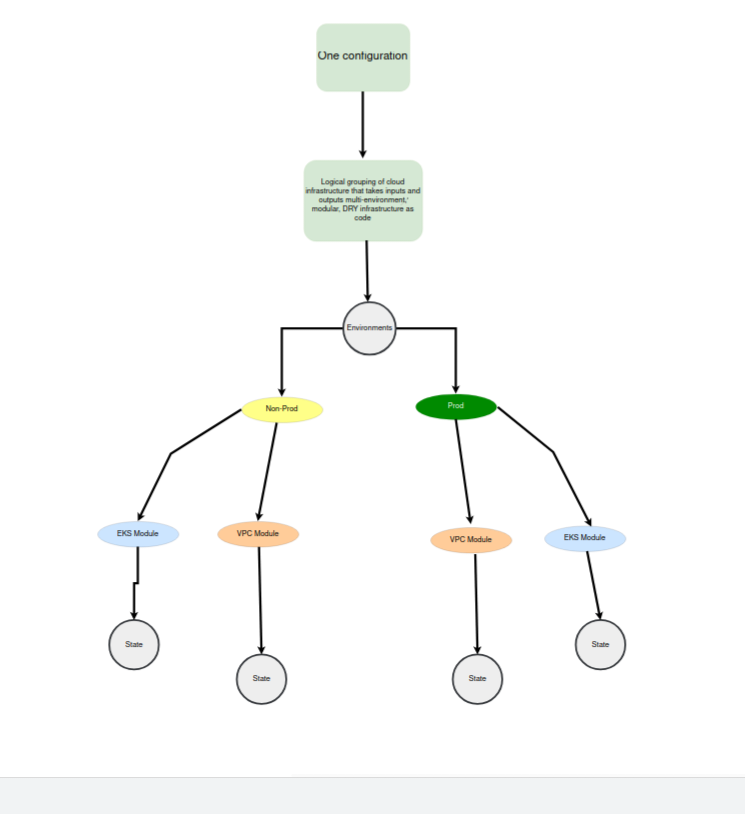 One configuration
Logical grouping of cloud
infrastructure that takes inputs and
outputs multi-environment,'
modular, DRY infrastructure as
code
Environments
Non-Prod
Prod
EKS Module
VPC Module
VPC Module
EKS Module
State
State
State
State